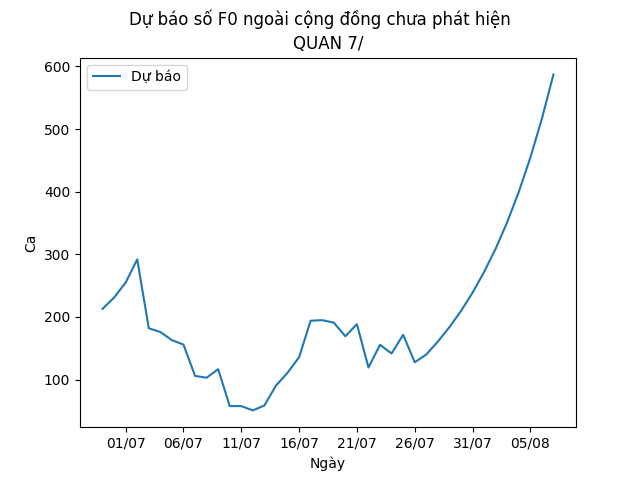 Dự báo số F0 ngoài cộng đồng chưa phát hiện
QUAN 7/
Dự báo
600
500
400
300
200
100
Ca
01/07 06/07 11/07 16/07 21/07 26/07 31/07 05/08
Ngày